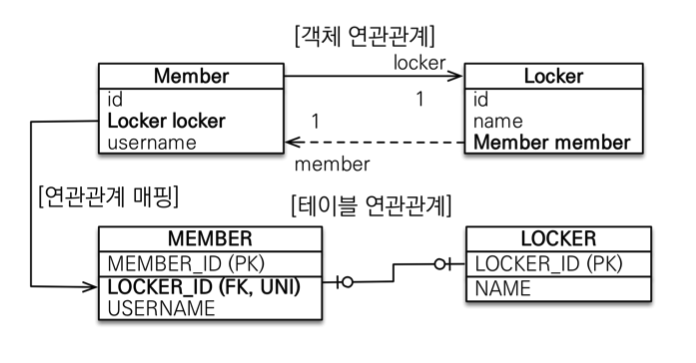 [객체 연관관계]
Member
id
Locker locker
username
locker
1
1
member
Locker
id
name
Member member
[연관관계 매핑]
[테이블 연관관계]
MEMBER
MEMBER_ID (PK)
LOCKER_ID (FK, UNI)
USERNAME
LOCKER
LOCKER_ID (PK)
NAME